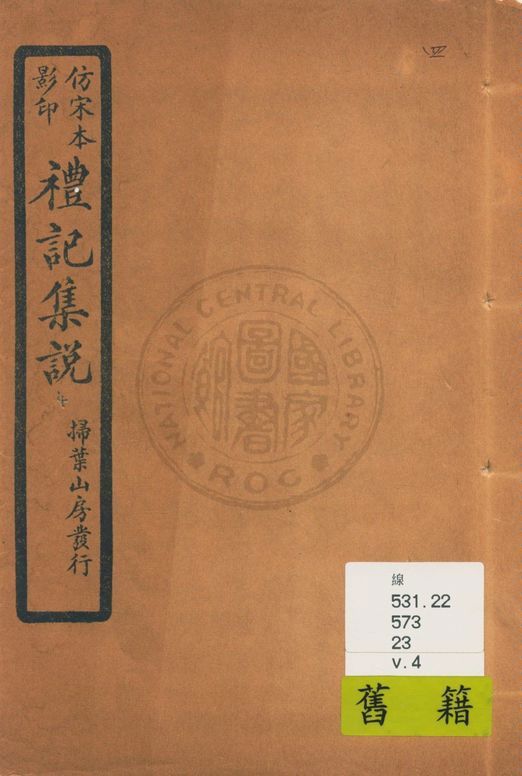 四
仿宋本
影印
禮記集說
掃葉山房發行
NATIONAL CENTRAL LIBRARY
R.O.C
國家圖書館
線
531.22
573
23
v.4
舊 籍